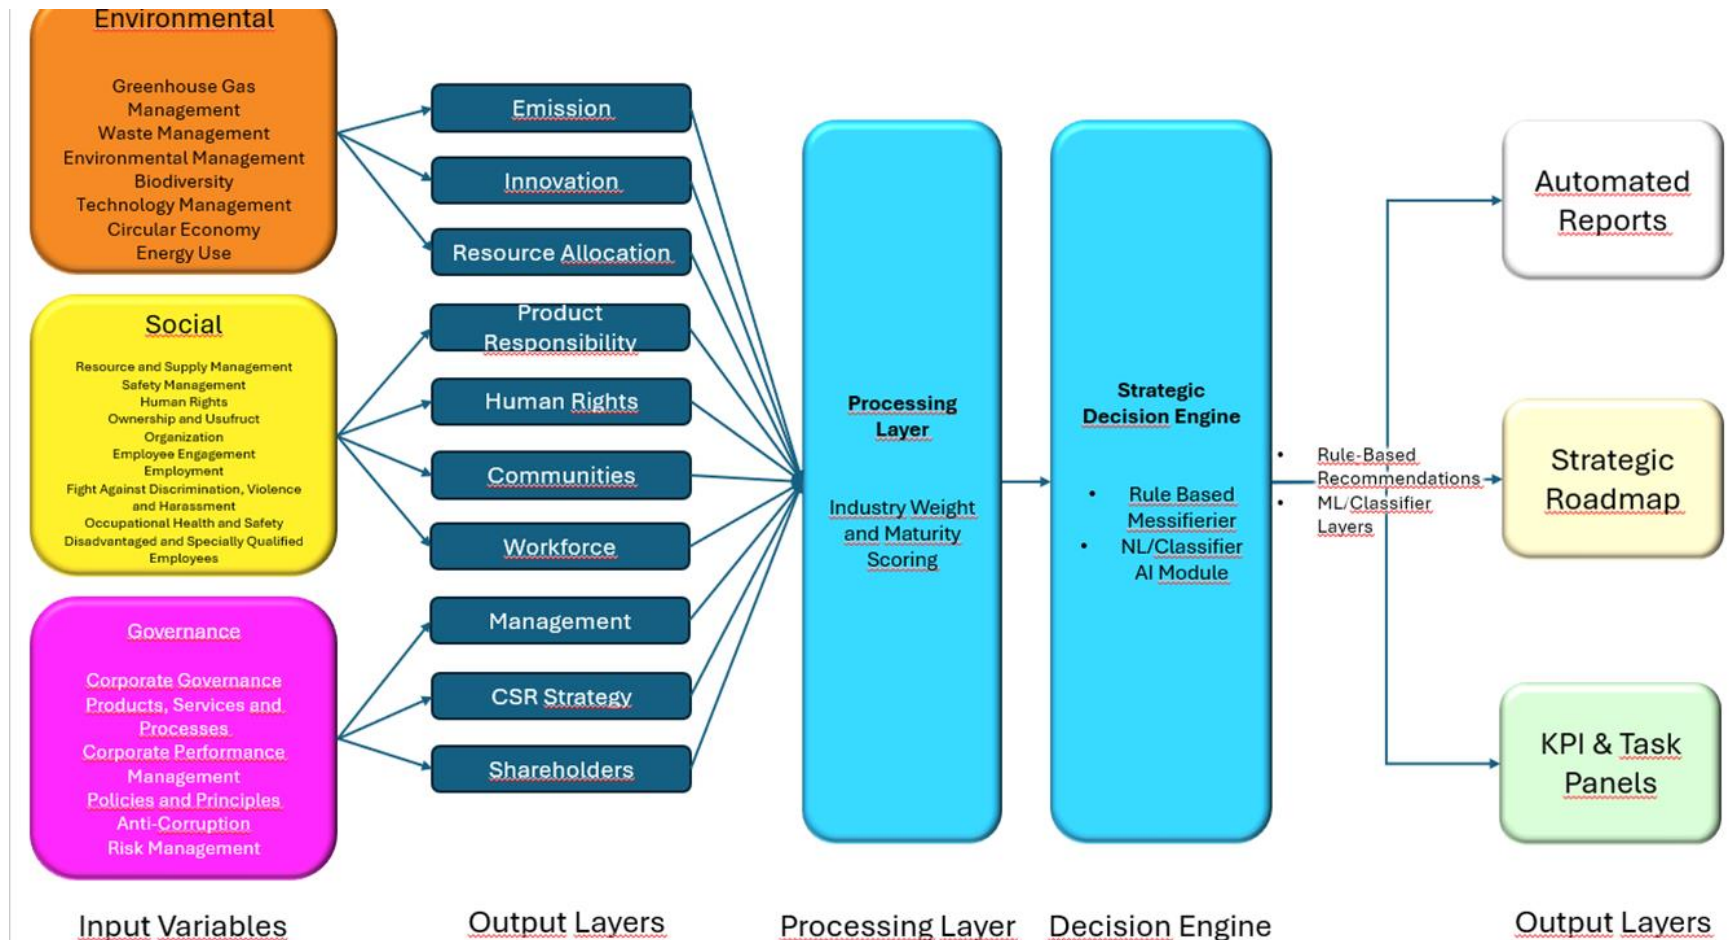 Environmental
Greenhouse Gas
Management
Waste Management
Environmental Management
Biodiversity
Technology Management
Circular Economy
Energy Use
Social
Resource and Supply Management
Safety Management
Human Rights
Ownership and Usufruct
Organization
Employee Engagement
Employment
Fight Against Discrimination, Violence
and Harassment
Occupational Health and Safety
Disadvantaged and Specially Qualified
Employees
Governance
Corporate Governance
Products, Services and
Processes
Corporate Performance
Management
Policies and Principles
Anti-Corruption
Risk Management
Input Variables
Emission
Innovation
Resource Allocation
Product
Responsibility
Human Rights
Communities
Workforce
Management
CSR Strategy
Shareholders
Output Layers
Processing
Layer
Industry Weight
and Maturity
Scoring
Processing Layer
Strategic
Decision Engine
• Rule Based
Messifierier
• NL/Classifier
AI Module
Decision Engine
• Rule-Based
Recommendations
• ML/Classifier
Layers
Automated
Reports
Strategic
Roadmap
KPI & Task
Panels
Output Layers